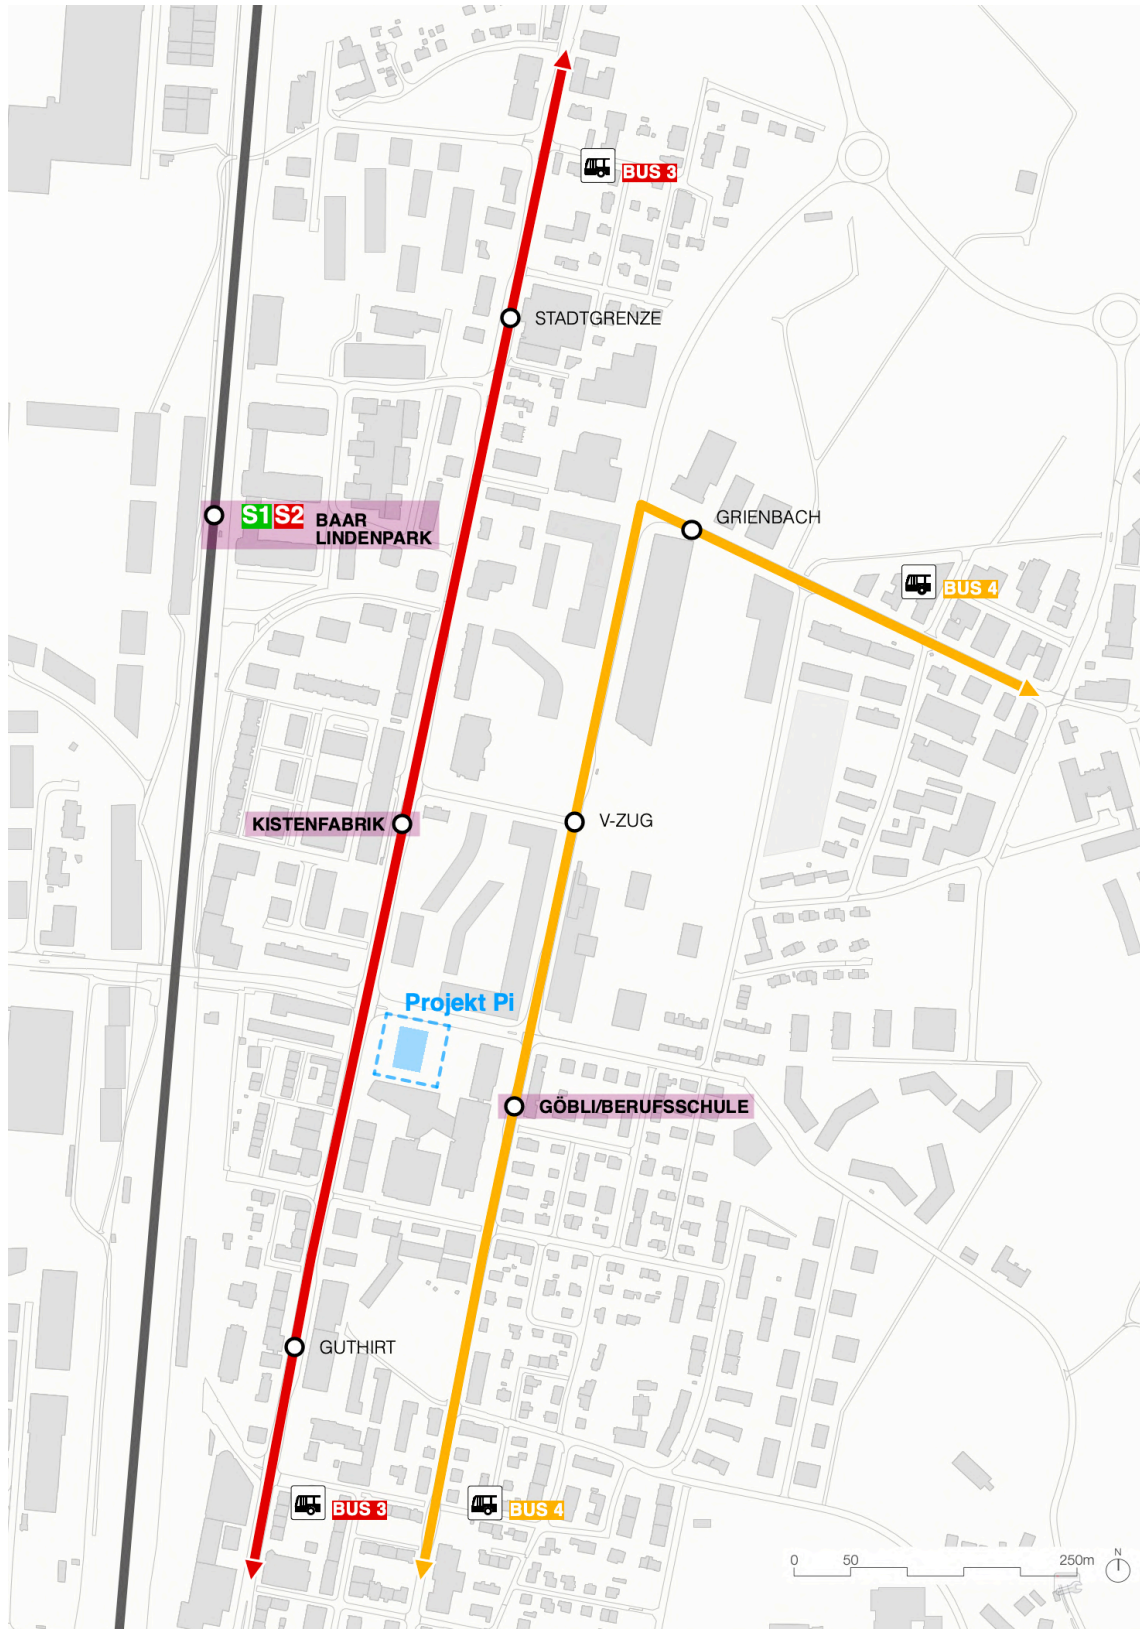 BUS 3
STADTGRENZE
S1 S2 BAAR
LINDENPARK
GRIENBACH
BUS 4
KISTENFABRIK
V-ZUG
Projekt Pi
GÖBLI/BERUFSSCHULE
GUTHIRT
BUS 3
BUS 4
0 50 250m
N